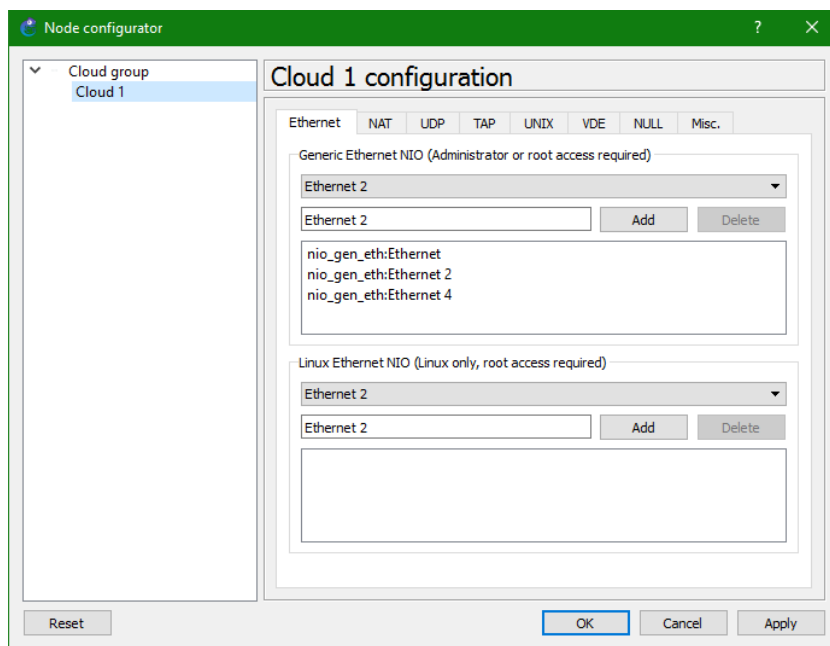 Node configurator
?
Cloud group
Cloud 1
Cloud 1 configuration
Ethernet NAT UDP TAP UNIX VDE NULL Misc.
Generic Ethernet NIO (Administrator or root access required)
Ethernet 2
Ethernet 2 Add Delete
nio_gen_eth:Ethernet
nio_gen_eth:Ethernet 2
nio_gen_eth:Ethernet 4
Linux Ethernet NIO (Linux only, root access required)
Ethernet 2
Ethernet 2 Add Delete
Reset OK Cancel Apply